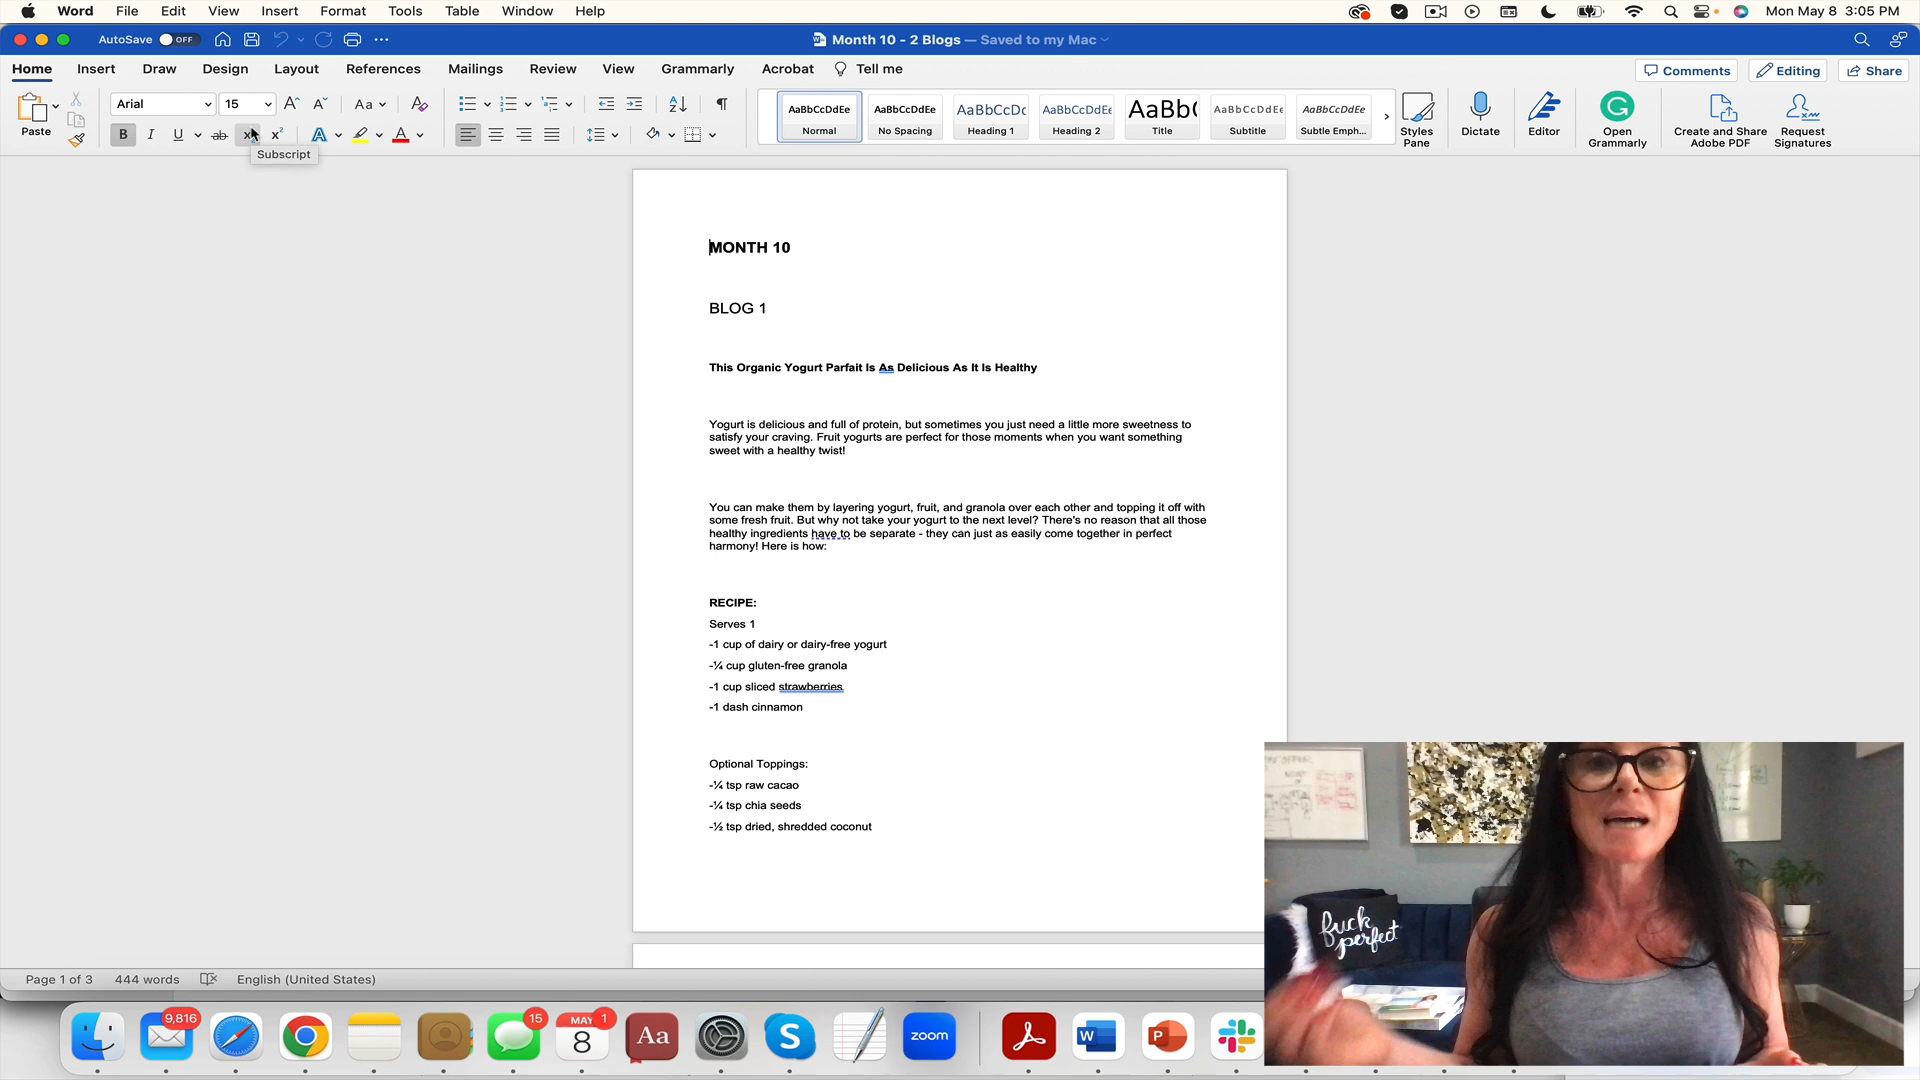 Word File Edit View Insert Format Tools Table Window Help
Mon May 8 3:05 PM
AutoSave OFF
Month 10 - 2 Blogs — Saved to my Mac
Home Insert Draw Design Layout References Mailings Review View Grammarly Acrobat Tell me
Comments Editing Share
Paste
Arial 15 Aa
Subscript
AaBbCcDdEe AaBbCcDdEe AaBbCcDc AaBbCcDdEe AaBb( AaBbCcDdEe AaBbCcDdEe
Normal No Spacing Heading 1 Heading 2 Title Subtitle Subtle Emph...
Styles Pane
Dictate
Editor
Open Grammarly
Create and Share Adobe PDF
Request Signatures
MONTH 10
BLOG 1
This Organic Yogurt Parfait Is As Delicious As It Is Healthy
Yogurt is delicious and full of protein, but sometimes you just need a little more sweetness to
satisfy your craving. Fruit yogurts are perfect for those moments when you want something
sweet with a healthy twist!
You can make them by layering yogurt, fruit, and granola over each other and topping it off with
some fresh fruit. But why not take your yogurt to the next level? There's no reason that all those
healthy ingredients have to be separate - they can just as easily come together in perfect
harmony! Here is how:
RECIPE:
Serves 1
-1 cup of dairy or dairy-free yogurt
-¼ cup gluten-free granola
-1 cup sliced strawberries
-1 dash cinnamon
Optional Toppings:
-¼ tsp raw cacao
-¼ tsp chia seeds
-½ tsp dried, shredded coconut
fuck
perfect
Page 1 of 3 444 words English (United States)
9,816
15
MAY 1
8
Aa
zoom